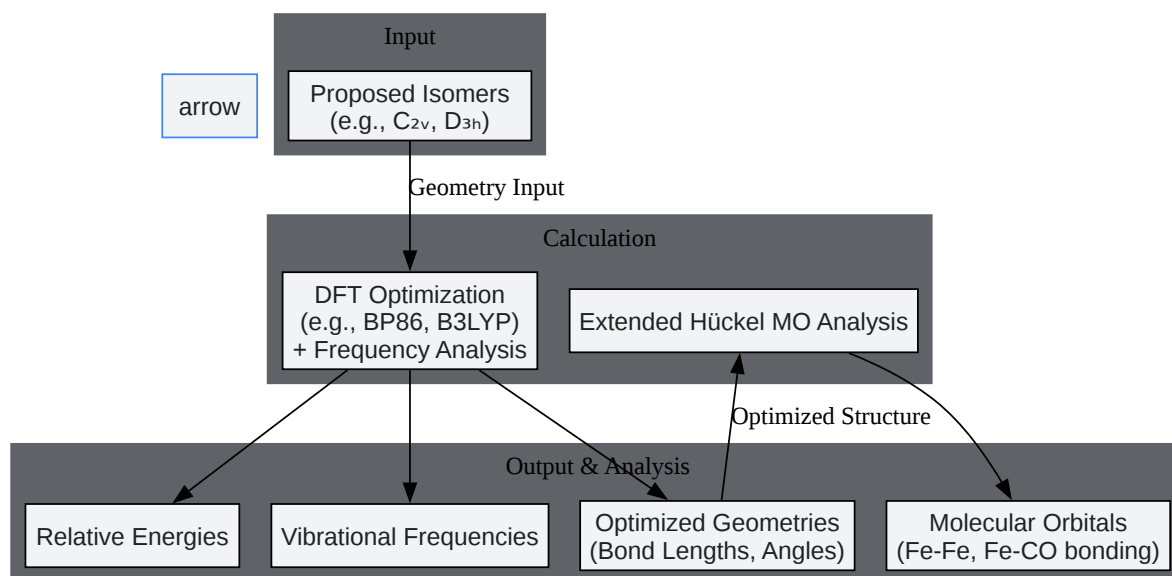 Input
arrow
Proposed Isomers
(e.g., C₂ᵥ, D₃ₕ)
Geometry Input
Calculation
DFT Optimization
(e.g., BP86, B3LYP)
+ Frequency Analysis
Extended Hückel MO Analysis
Optimized Structure
Output & Analysis
Relative Energies
Vibrational Frequencies
Optimized Geometries
(Bond Lengths, Angles)
Molecular Orbitals
(Fe-Fe, Fe-CO bonding)